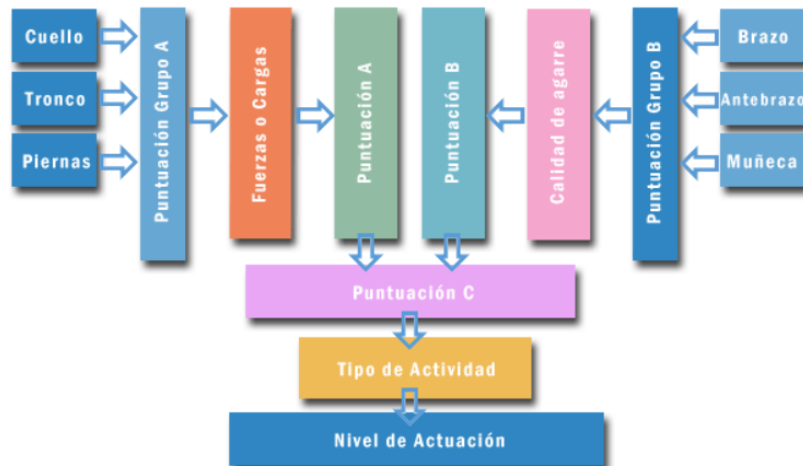 Cuello
Tronco
Piernas
Puntuación Grupo A
Fuerzas o Cargas
Puntuación A
Puntuación B
Calidad de agarre
Puntuación Grupo B
Brazo
Antebrazo
Muñeca
Puntuación C
Tipo de Actividad
Nivel de Actuación